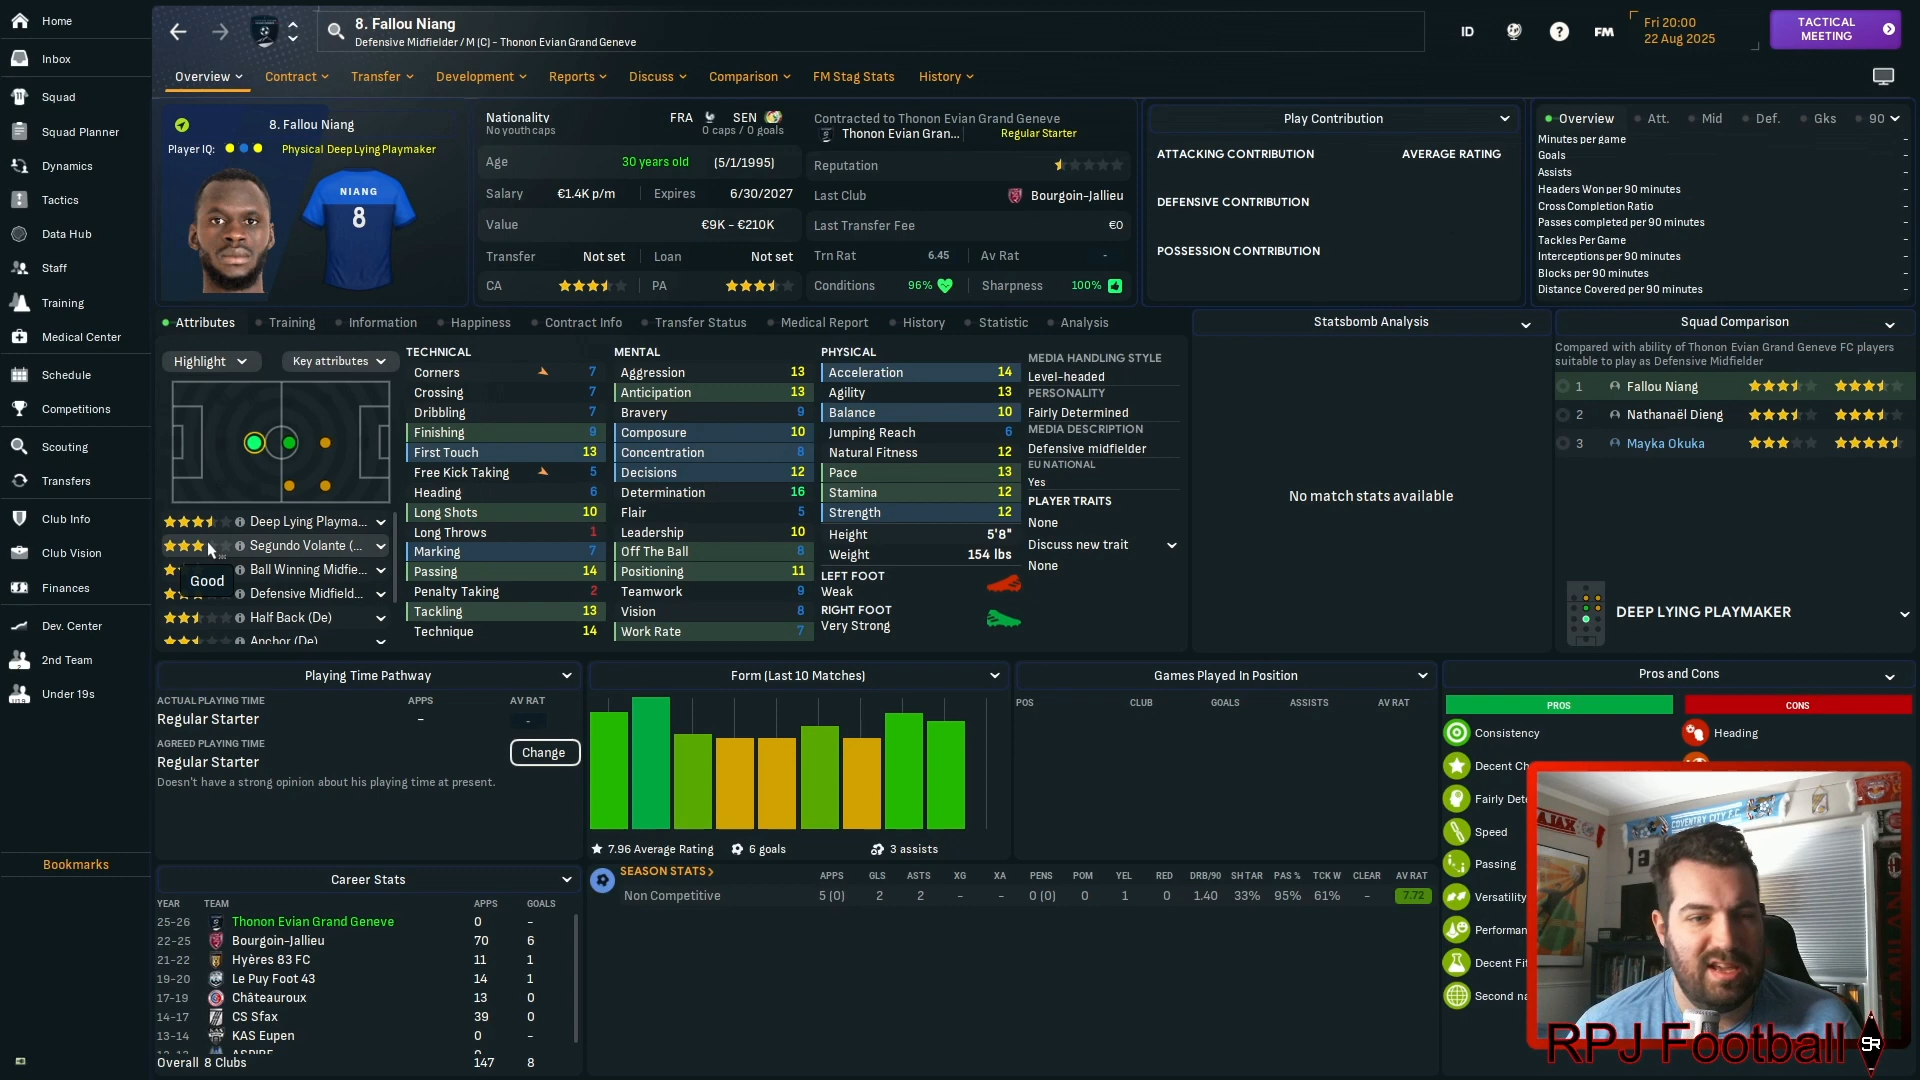 Home
Inbox
Squad
Squad Planner
Dynamics
Tactics
Data Hub
Staff
Training
Medical Center
Schedule
Competitions
Scouting
Transfers
Club Info
Club Vision
Finances
Dev. Center
2nd Team
Under 19s
Bookmarks
8. Fallou Niang
Defensive Midfielder / M (C) - Thonon Evian Grand Geneve
ID
FM
Fri 20:00
22 Aug 2025
TACTICAL
MEETING
Overview Contract Transfer Development Reports Discuss Comparison FM Stag Stats History
8. Fallou Niang
Player IQ: Physical Deep Lying Playmaker
NIANG
8
Nationality FRA SEN
No youth caps 0 caps / 0 goals
Age 30 years old (5/1/1995)
Salary €1.4K p/m Expires 6/30/2027
Value €9K - €210K
Transfer Not set Loan Not set
CA PA
Contracted to Thonon Evian Grand Geneve
Thonon Evian Gran... Regular Starter
Reputation
Last Club Bourgoin-Jallieu
Last Transfer Fee €0
Trn Rat 6.45 Av Rat -
Conditions 96% Sharpness 100%
Play Contribution
ATTACKING CONTRIBUTION AVERAGE RATING
DEFENSIVE CONTRIBUTION
POSSESSION CONTRIBUTION
Overview Att. Mid Def. Gks 90
Minutes per game -
Goals -
Assists -
Headers Won per 90 minutes -
Cross Completion Ratio -
Passes completed per 90 minutes -
Tackles Per Game -
Interceptions per 90 minutes -
Blocks per 90 minutes -
Distance Covered per 90 minutes -
Attributes Training Information Happiness Contract Info Transfer Status Medical Report History Statistic Analysis
Highlight Key attributes
Deep Lying Playma...
Segundo Volante (...
Ball Winning Midfie...
Defensive Midfield...
Half Back (De)
Anchor (De)
Good
TECHNICAL
Corners 7
Crossing 7
Dribbling 7
Finishing 9
First Touch 13
Free Kick Taking 5
Heading 6
Long Shots 10
Long Throws 1
Marking 7
Passing 14
Penalty Taking 2
Tackling 13
Technique 14
MENTAL
Aggression 13
Anticipation 13
Bravery 9
Composure 10
Concentration 8
Decisions 12
Determination 16
Flair 5
Leadership 10
Off The Ball 8
Positioning 11
Teamwork 9
Vision 8
Work Rate 7
PHYSICAL
Acceleration 14
Agility 13
Balance 10
Jumping Reach 6
Natural Fitness 12
Pace 13
Stamina 12
Strength 12
Height 5'8"
Weight 154 lbs
LEFT FOOT
Weak
RIGHT FOOT
Very Strong
MEDIA HANDLING STYLE
Level-headed
PERSONALITY
Fairly Determined
MEDIA DESCRIPTION
Defensive midfielder
EU NATIONAL
Yes
PLAYER TRAITS
None
Discuss new trait
None
Statsbomb Analysis
No match stats available
Squad Comparison
Compared with ability of Thonon Evian Grand Geneve FC players
suitable to play as Defensive Midfielder
1 Fallou Niang
2 Nathanaël Dieng
3 Mayka Okuka
DEEP LYING PLAYMAKER
Playing Time Pathway
ACTUAL PLAYING TIME APPS AV RAT
Regular Starter - -
AGREED PLAYING TIME
Regular Starter
Change
Doesn't have a strong opinion about his playing time at present.
Form (Last 10 Matches)
7.96 Average Rating 6 goals 3 assists
Games Played In Position
POS CLUB GOALS ASSISTS AV RAT
Pros and Cons
PROS CONS
Consistency Heading
Decent Ch
Fairly Dete
Speed
Passing
Versatility
Performan
Decent Fit
Second na
Career Stats
YEAR TEAM APPS GOALS
25-26 Thonon Evian Grand Geneve 0 -
22-25 Bourgoin-Jallieu 70 6
21-22 Hyères 83 FC 11 1
19-20 Le Puy Foot 43 14 1
17-19 Châteauroux 13 0
14-17 CS Sfax 39 0
13-14 KAS Eupen 0 -
Overall 8 Clubs 147 8
SEASON STATS APPS GLS ASTS XG XA PENS POM YEL RED DRB/90 SH TAR PAS % TCK W CLEAR AV RAT
Non Competitive 5 (0) 2 2 - - 0 (0) 0 1 0 1.40 33% 95% 61% - 7.72
AJAX
COVENTRY CITY F.C.
MILAN
RPJ Football
SR